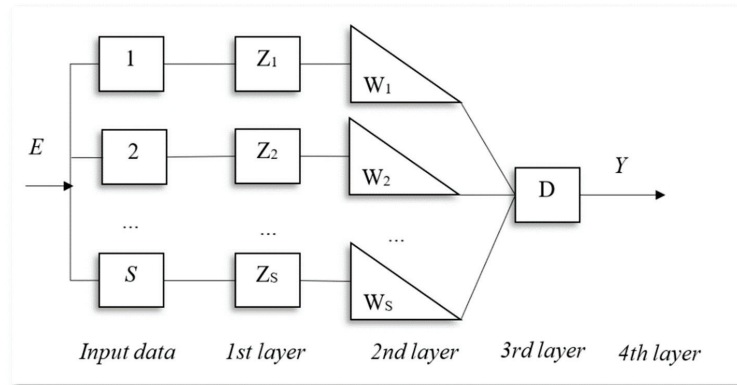 1 Z₁ W₁
E 2 Z₂ W₂ D Y
... ... ...
S Zs Ws
Input data 1st layer 2nd layer 3rd layer 4th layer